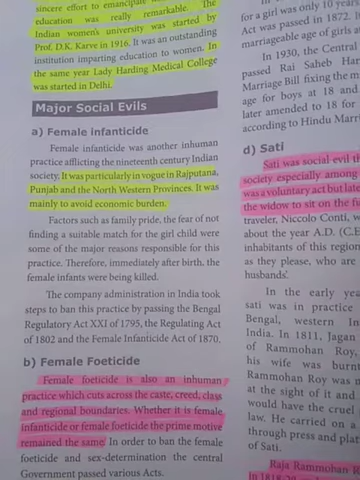 sincere effort to emancipate
education was really remarkable. The
Indian women's university was started by
Prof. D.K. Karve in 1916. It was an outstanding
institution imparting education to women. In
the same year Lady Harding Medical College
was started in Delhi.
Major Social Evils
a) Female infanticide
Female infanticide was another inhuman
practice afflicting the nineteenth century Indian
society. It was particularly in vogue in Rajputana,
Punjab and the North Western Provinces. It was
mainly to avoid economic burden.
Factors such as family pride, the fear of not
finding a suitable match for the girl child were
some of the major reasons responsible for this
practice. Therefore, immediately after birth, the
female infants were being killed.
The company administration in India took
steps to ban this practice by passing the Bengal
Regulatory Act XXI of 1795, the Regulating Act
of 1802 and the Female Infanticide Act of 1870.
b) Female Foeticide
Female foeticide is also an inhuman
practice which cuts across the caste, creed, class
and regional boundaries. Whether it is female
infanticide or female foeticide the prime motive
remained the same. In order to ban the female
foeticide and sex-determination the central
Government passed various Acts.
for a girl was only 10 years
Act was passed in 1872.
marriageable age of girls a
In 1930, the Central
passed Rai Saheb Har
Marriage Bill fixing the m
age for boys at 18 and
later amended to 18 for
according to Hindu Marri
d) Sati
Sati was social evil th
society especially among
was a voluntary act but late
the widow to sit on the fu
traveler, Niccolo Conti, w
about the year A.D. (C.E
inhabitants of this region
as they please, who are
husbands'.
In the early yea
sati was in practice
Bengal, western In
India. In 1811, Jagan
of Rammohan Roy,
his wife was burnt
Rammohan Roy was
at the sight of it and
would have the cruel
law. He carried on a
through press and plat
of Sati.
Raja Rammohan R